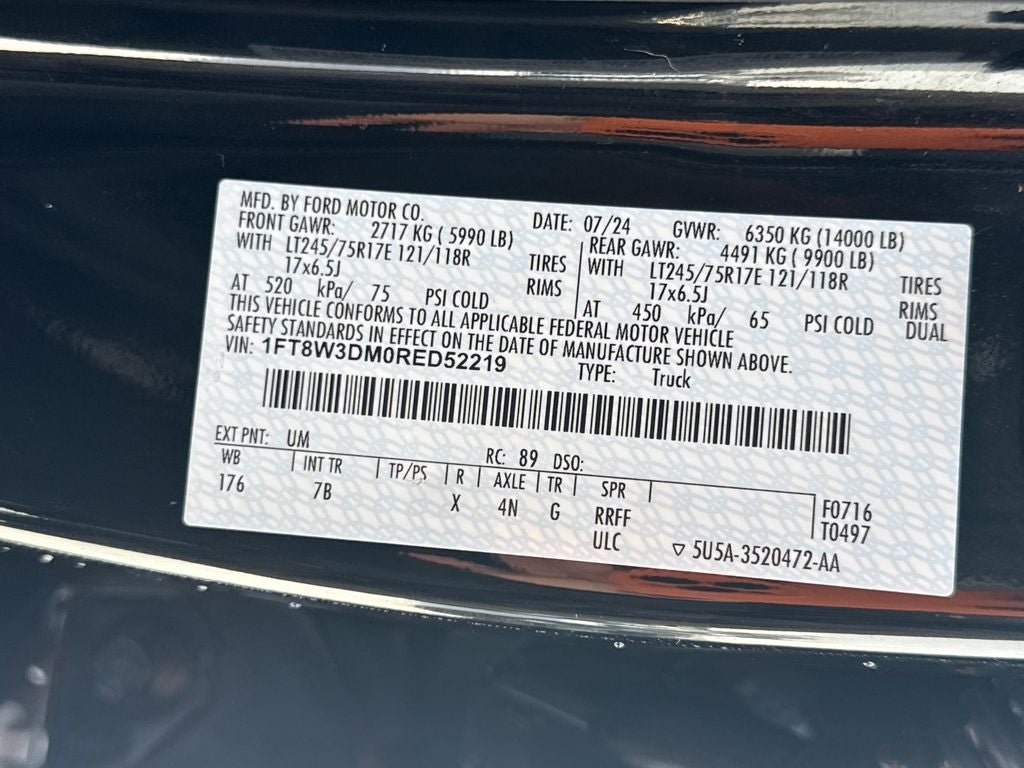 MFD. BY FORD MOTOR CO. DATE: 07/24 GVWR: 6350 KG (14000 LB)
FRONT GAWR: 2717 KG ( 5990 LB) REAR GAWR: 4491 KG ( 9900 LB)
WITH LT245/75R17E 121/118R TIRES WITH LT245/75R17E 121/118R TIRES
17x6.5J RIMS 17x6.5J RIMS
AT 520 kPa/ 75 PSI COLD AT 450 kPa/ 65 PSI COLD DUAL
THIS VEHICLE CONFORMS TO ALL APPLICABLE FEDERAL MOTOR VEHICLE
SAFETY STANDARDS IN EFFECT ON THE DATE OF MANUFACTURE SHOWN ABOVE.
VIN: 1FT8W3DM0RED52219 TYPE: Truck
EXT PNT: UM RC: 89 DSO:
WB INT TR TP/PS R AXLE TR SPR
176 7B X 4N G RRFF F0716
ULC T0497
▽ 5U5A-3520472-AA